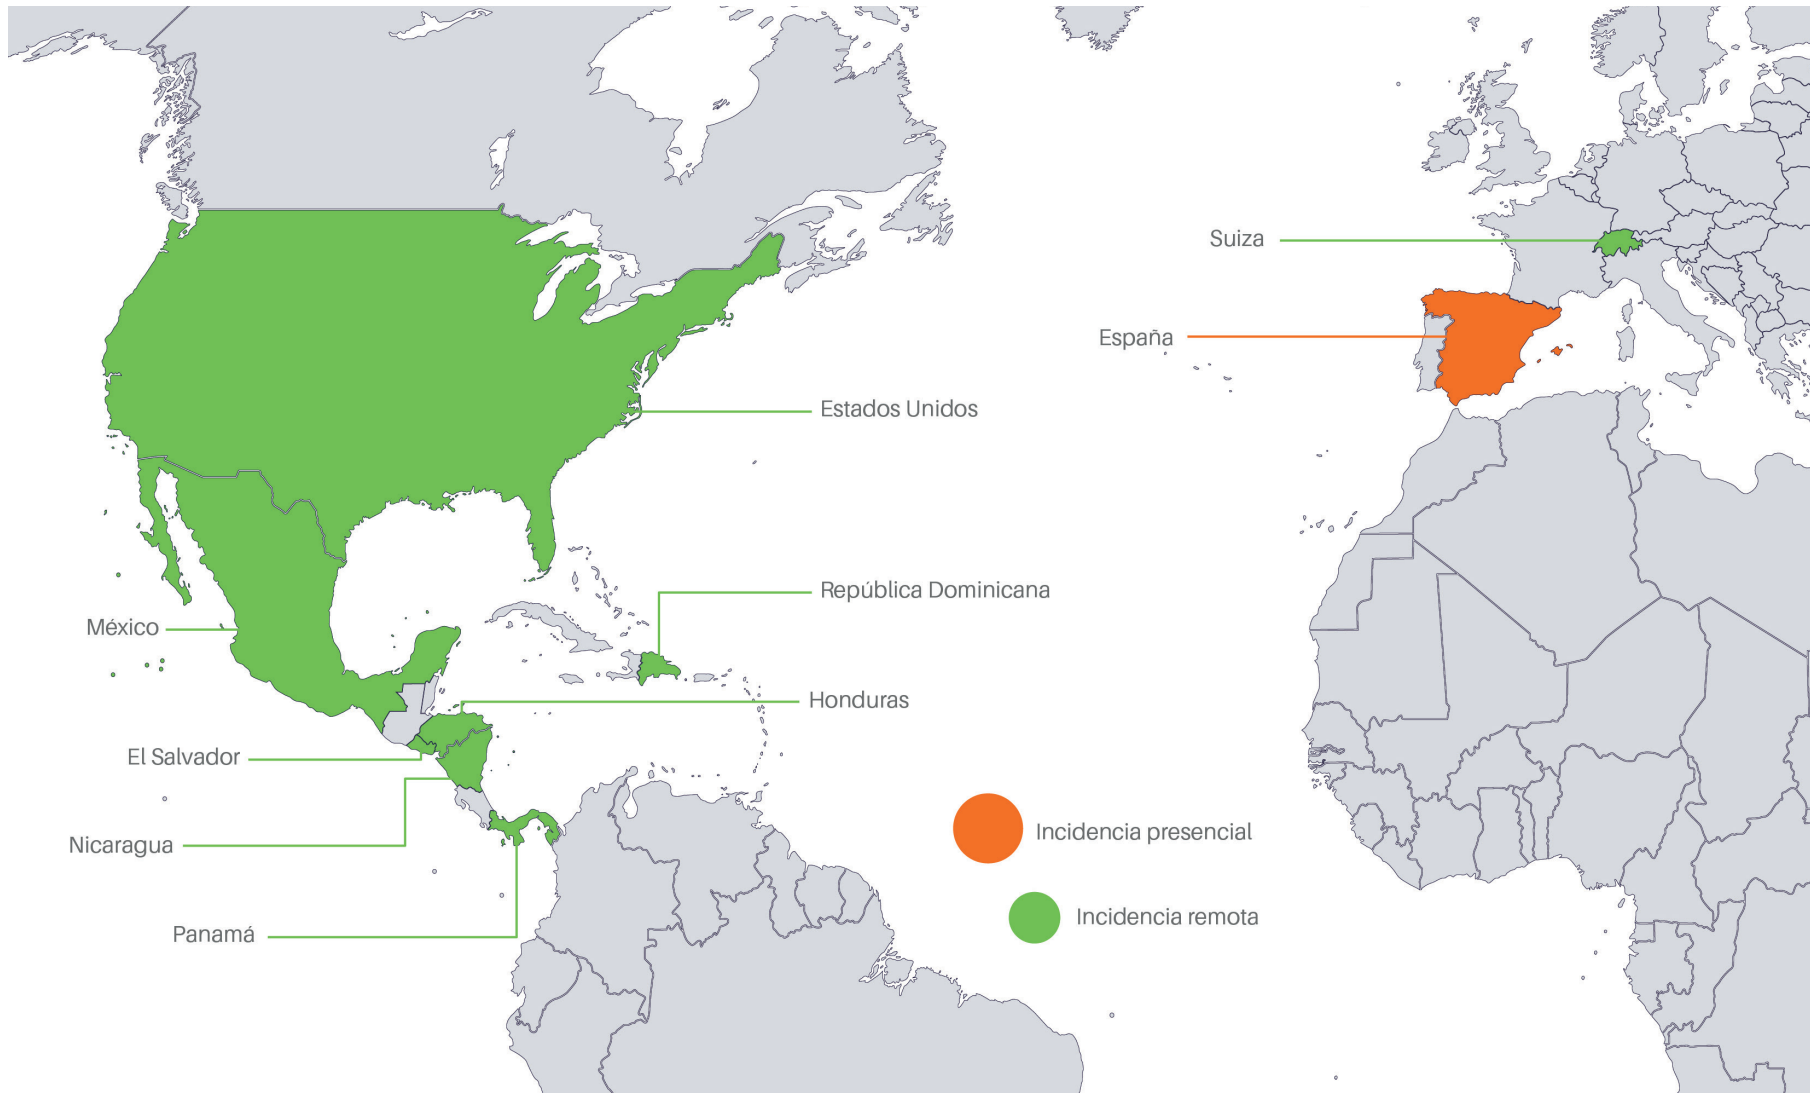 Suiza
España
Estados Unidos
República Dominicana
México
Honduras
El Salvador
Nicaragua
Panamá
Incidencia presencial
Incidencia remota